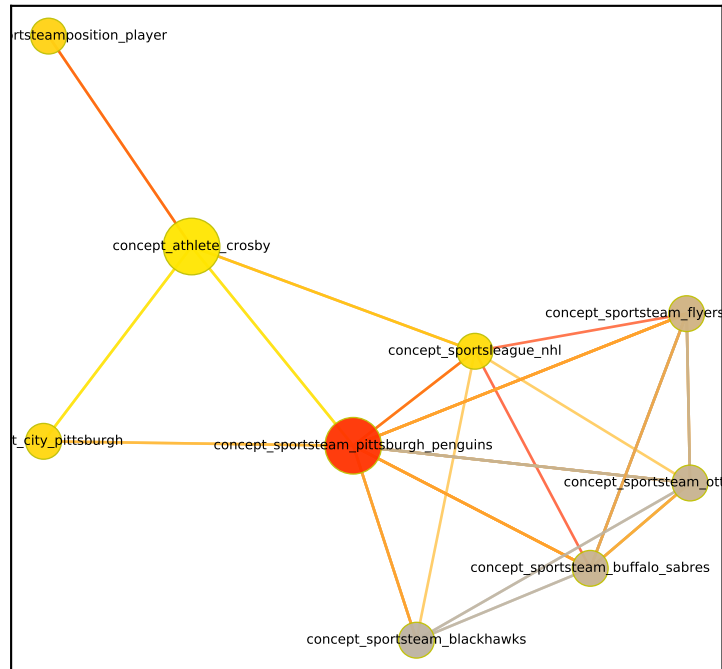 rtsteamposition_player
concept_athlete_crosby
concept_sportsteam_flyers
concept_sportsleague_nhl
t_city_pittsburgh
concept_sportsteam_pittsburgh_penguins
concept_sportsteam_ott
concept_sportsteam_buffalo_sabres
concept_sportsteam_blackhawks